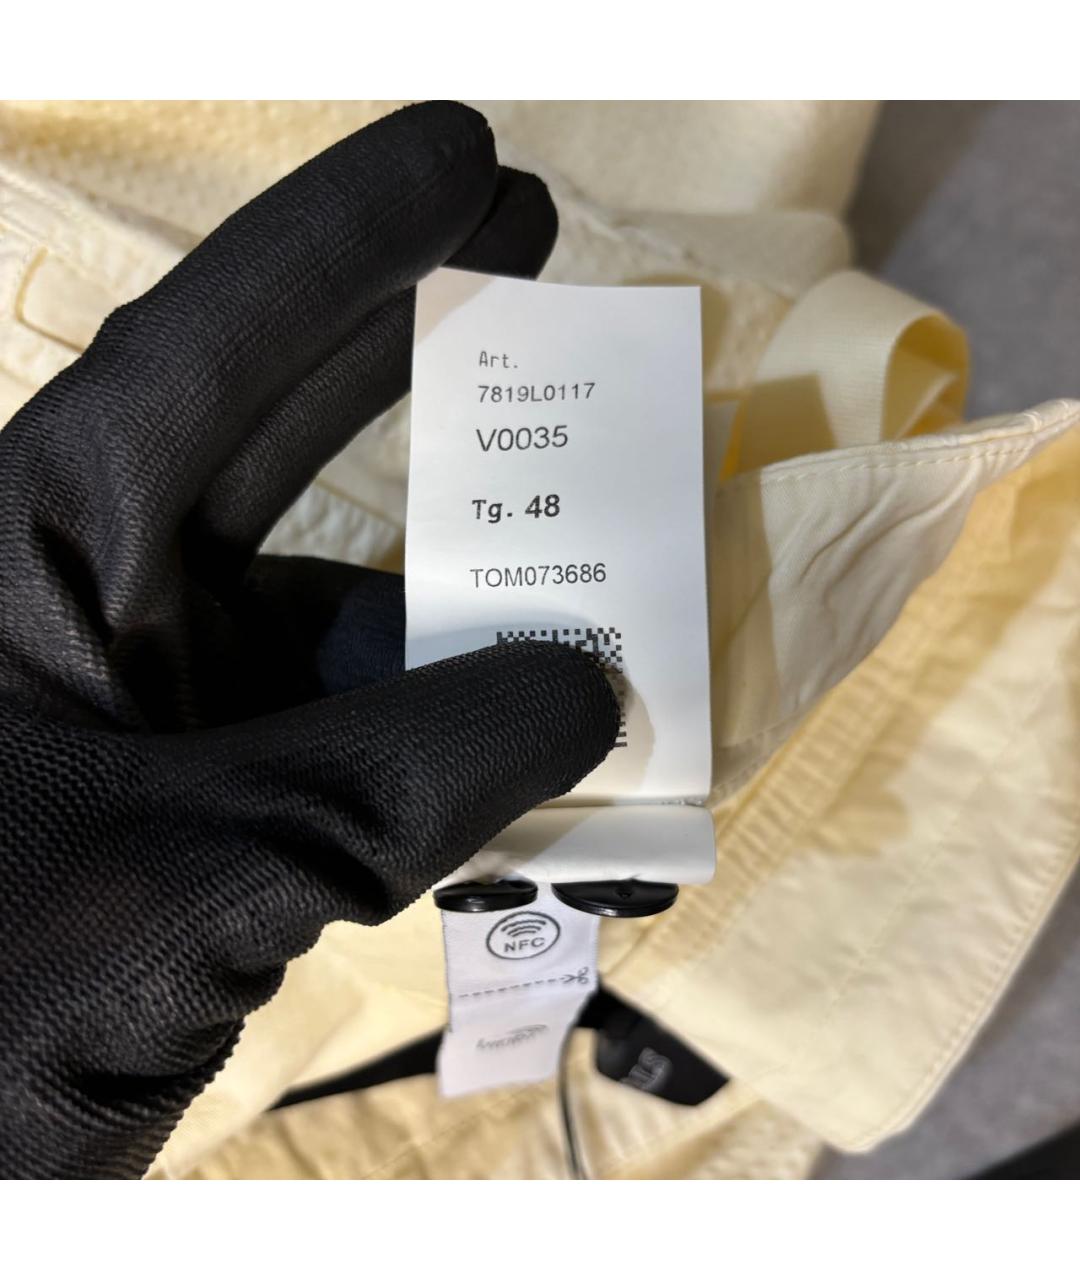 Art.
7819L0117
V0035
Tg. 48
TOM073686
NFC